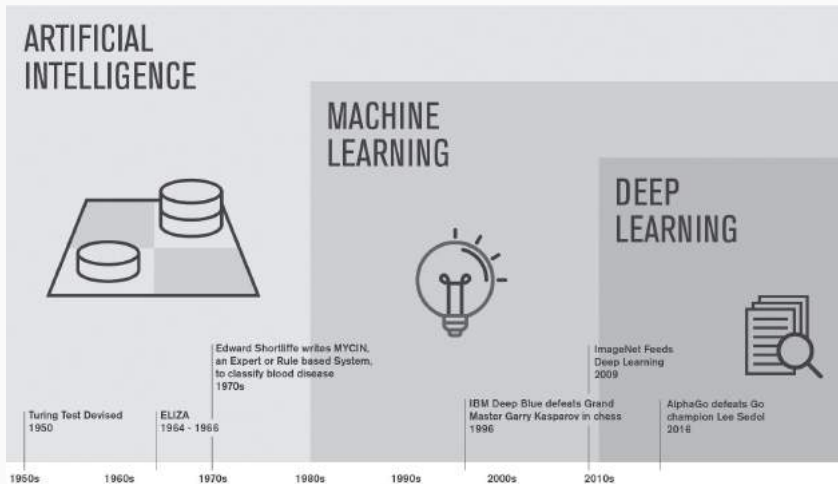 ARTIFICIAL
INTELLIGENCE
MACHINE
LEARNING
DEEP
LEARNING
Edward Shortliffe writes MYCIN,
an Expert or Rule based System,
to classify blood disease
1970s
ImageNet Feeds
Deep Learning
2009
Turing Test Devised
1950
ELIZA
1964 - 1966
IBM Deep Blue defeats Grand
Master Garry Kasparov in chess
1996
AlphaGo defeats Go
champion Lee Sedol
2016
1950s
1960s
1970s
1980s
1990s
2000s
2010s